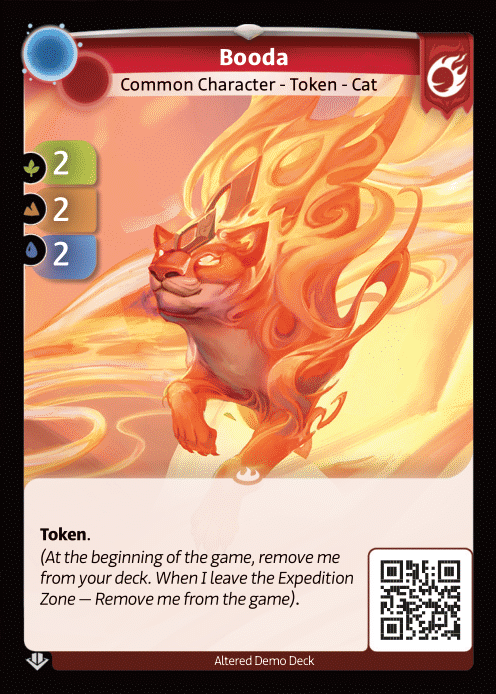 Booda
Common Character - Token - Cat
2
2
2
Token.
(At the beginning of the game, remove me
from your deck. When I leave the Expedition
Zone — Remove me from the game).
Altered Demo Deck